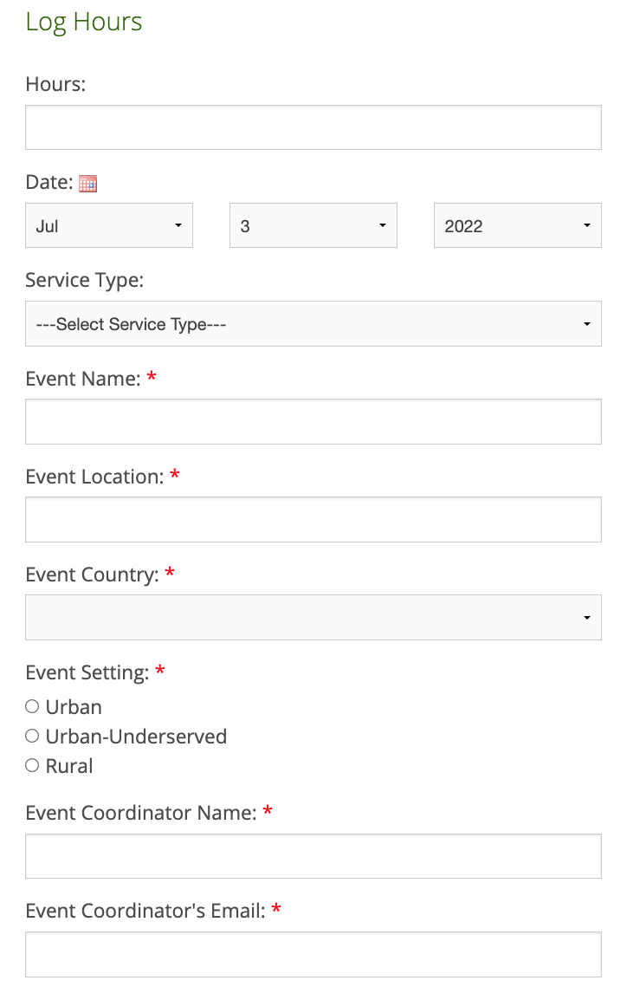 Log Hours
Hours:
Date:
Jul 3 2022
Service Type:
---Select Service Type---
Event Name: *
Event Location: *
Event Country: *
Event Setting: *
Urban
Urban-Underserved
Rural
Event Coordinator Name: *
Event Coordinator's Email: *